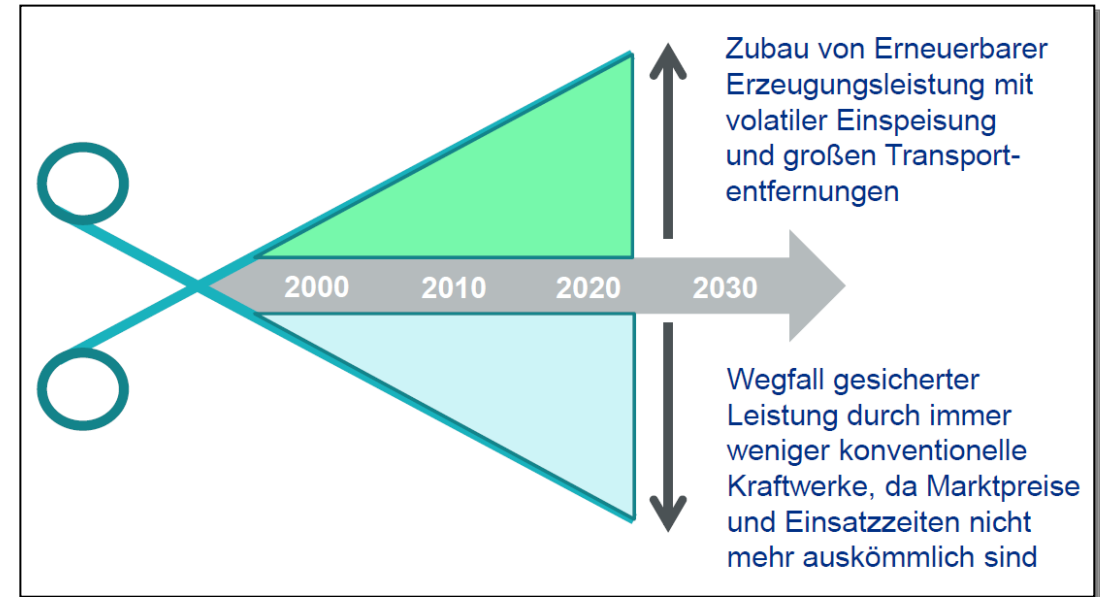 Zubau von Erneuerbarer
Erzeugungsleistung mit
volatiler Einspeisung
und großen Transport-
entfernungen
2000 2010 2020 2030
Wegfall gesicherter
Leistung durch immer
weniger konventionelle
Kraftwerke, da Marktpreise
und Einsatzzeiten nicht
mehr auskömmlich sind